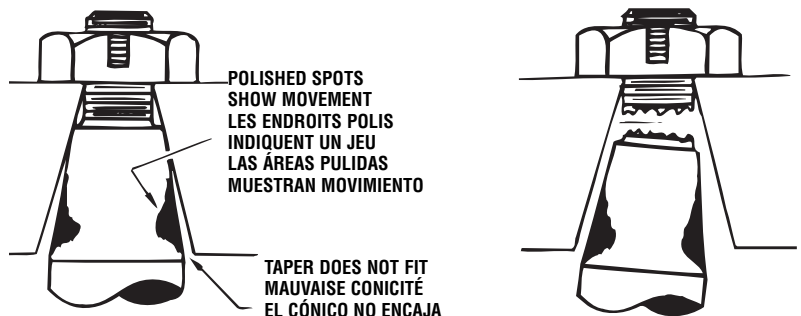 POLISHED SPOTS
SHOW MOVEMENT
LES ENDROITS POLIS
INDIQUENT UN JEU
LAS ÁREAS PULIDAS
MUESTRAN MOVIMIENTO
TAPER DOES NOT FIT
MAUVAISE CONICITÉ
EL CÓNICO NO ENCAJA